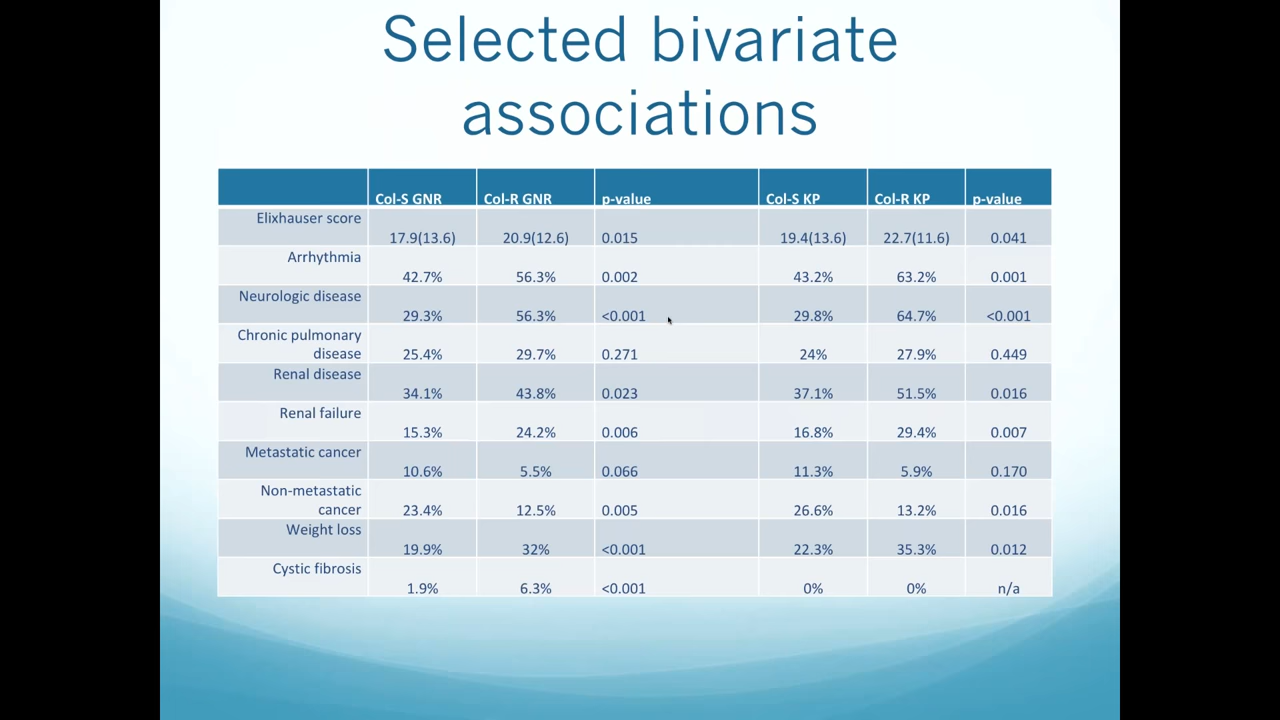 Selected bivariate
associations
Col-S GNR Col-R GNR p-value Col-S KP Col-R KP p-value
Elixhauser score 17.9(13.6) 20.9(12.6) 0.015 19.4(13.6) 22.7(11.6) 0.041
Arrhythmia 42.7% 56.3% 0.002 43.2% 63.2% 0.001
Neurologic disease 29.3% 56.3% <0.001 29.8% 64.7% <0.001
Chronic pulmonary
disease 25.4% 29.7% 0.271 24% 27.9% 0.449
Renal disease 34.1% 43.8% 0.023 37.1% 51.5% 0.016
Renal failure 15.3% 24.2% 0.006 16.8% 29.4% 0.007
Metastatic cancer 10.6% 5.5% 0.066 11.3% 5.9% 0.170
Non-metastatic
cancer 23.4% 12.5% 0.005 26.6% 13.2% 0.016
Weight loss 19.9% 32% <0.001 22.3% 35.3% 0.012
Cystic fibrosis 1.9% 6.3% <0.001 0% 0% n/a